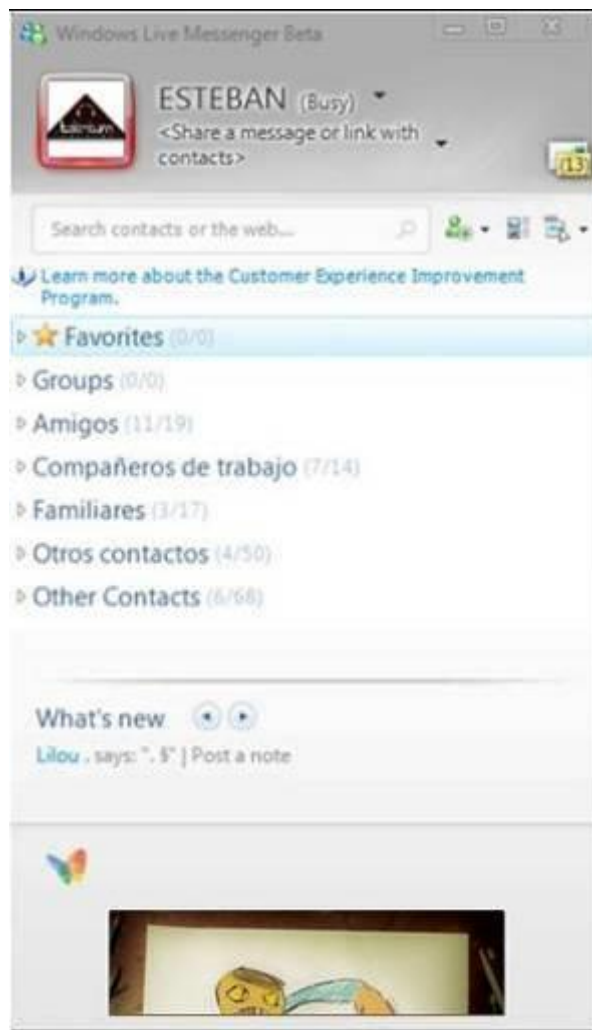 Windows Live Messenger Beta
ESTEBAN (Busy)
<Share a message or link with
contacts>
(13)
Search contacts or the web...
Learn more about the Customer Experience Improvement
Program.
Favorites (0/0)
Groups (0/0)
Amigos (11/19)
Compañeros de trabajo (7/14)
Familiares (3/17)
Otros contactos (4/50)
Other Contacts (6/68)
What's new
Lilou . says: ". $" | Post a note